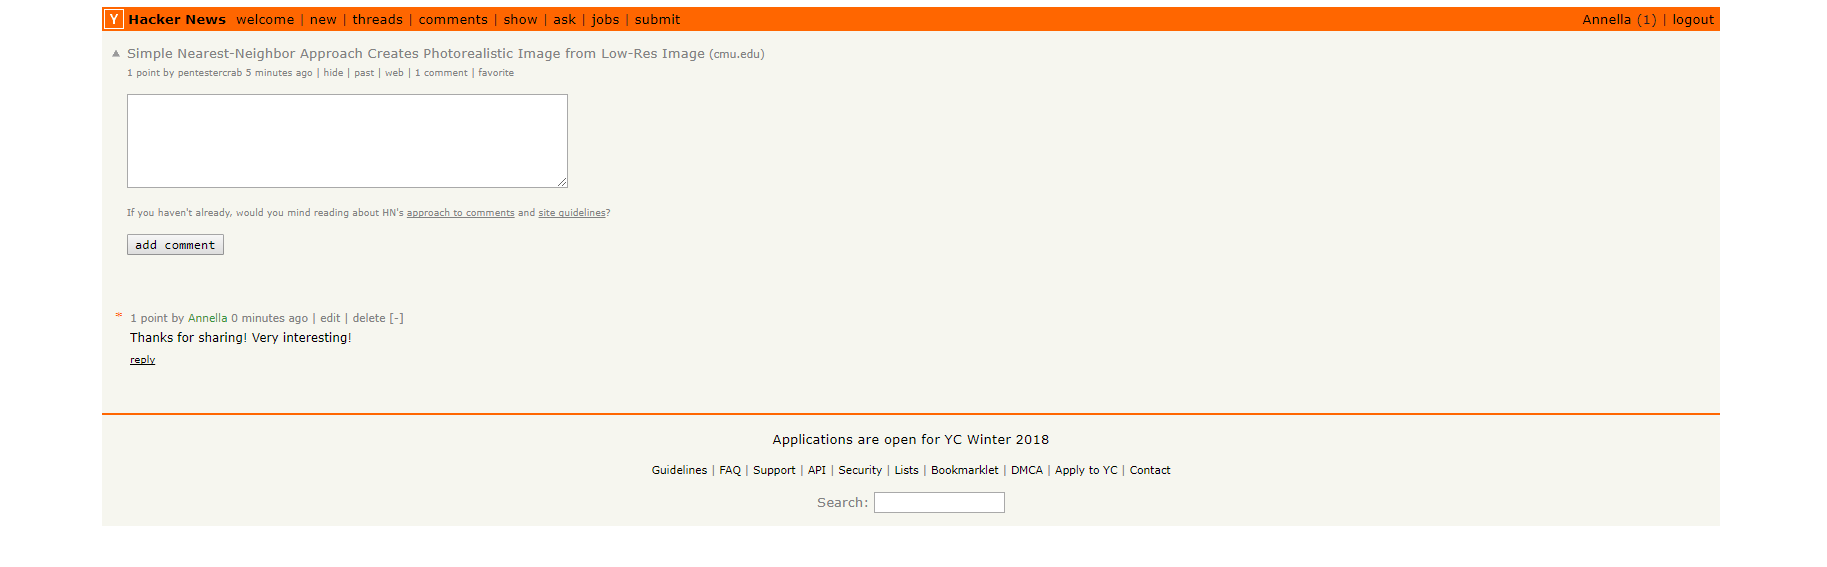 Y Hacker News welcome | new | threads | comments | show | ask | jobs | submit Annella (1) | logout
▲ Simple Nearest-Neighbor Approach Creates Photorealistic Image from Low-Res Image (cmu.edu)
1 point by pentestercrab 5 minutes ago | hide | past | web | 1 comment | favorite
If you haven't already, would you mind reading about HN's approach to comments and site guidelines?
add comment
* 1 point by Annella 0 minutes ago | edit | delete [-]
Thanks for sharing! Very interesting!
reply
Applications are open for YC Winter 2018
Guidelines | FAQ | Support | API | Security | Lists | Bookmarklet | DMCA | Apply to YC | Contact
Search: